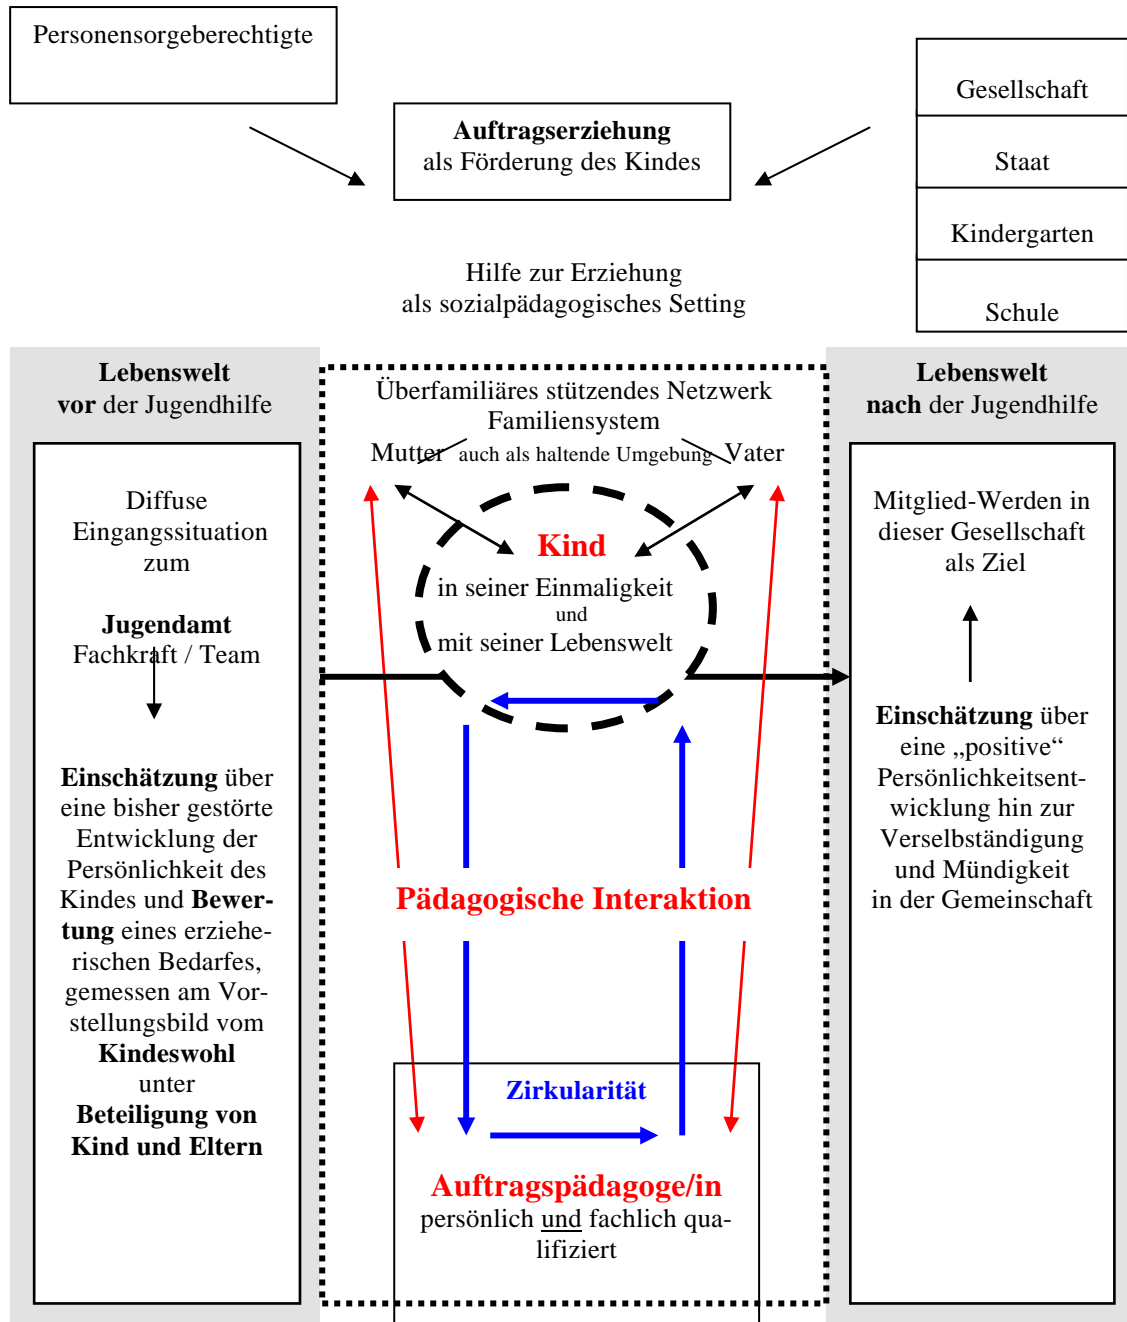 Personensorgeberechtigte
Gesellschaft
Staat
Kindergarten
Schule
Auftragserziehung
als Förderung des Kindes
Hilfe zur Erziehung
als sozialpädagogisches Setting
Lebenswelt
vor der Jugendhilfe
Diffuse
Eingangssituation
zum
Jugendamt
Fachkraft / Team
Einschätzung über
eine bisher gestörte
Entwicklung der
Persönlichkeit des
Kindes und Bewer-
tung eines erziehe-
rischen Bedarfes,
gemessen am Vor-
stellungsbild vom
Kindeswohl
unter
Beteiligung von
Kind und Eltern
Überfamiliäres stützendes Netzwerk
Familiensystem
Mutter auch als haltende Umgebung Vater
Kind
in seiner Einmaligkeit
und
mit seiner Lebenswelt
Pädagogische Interaktion
Zirkularität
Auftragspädagoge/in
persönlich und fachlich qua-
lifiziert
Lebenswelt
nach der Jugendhilfe
Mitglied-Werden in
dieser Gesellschaft
als Ziel
Einschätzung über
eine „positive“
Persönlichkeitsent-
wicklung hin zur
Verselbständigung
und Mündigkeit
in der Gemeinschaft